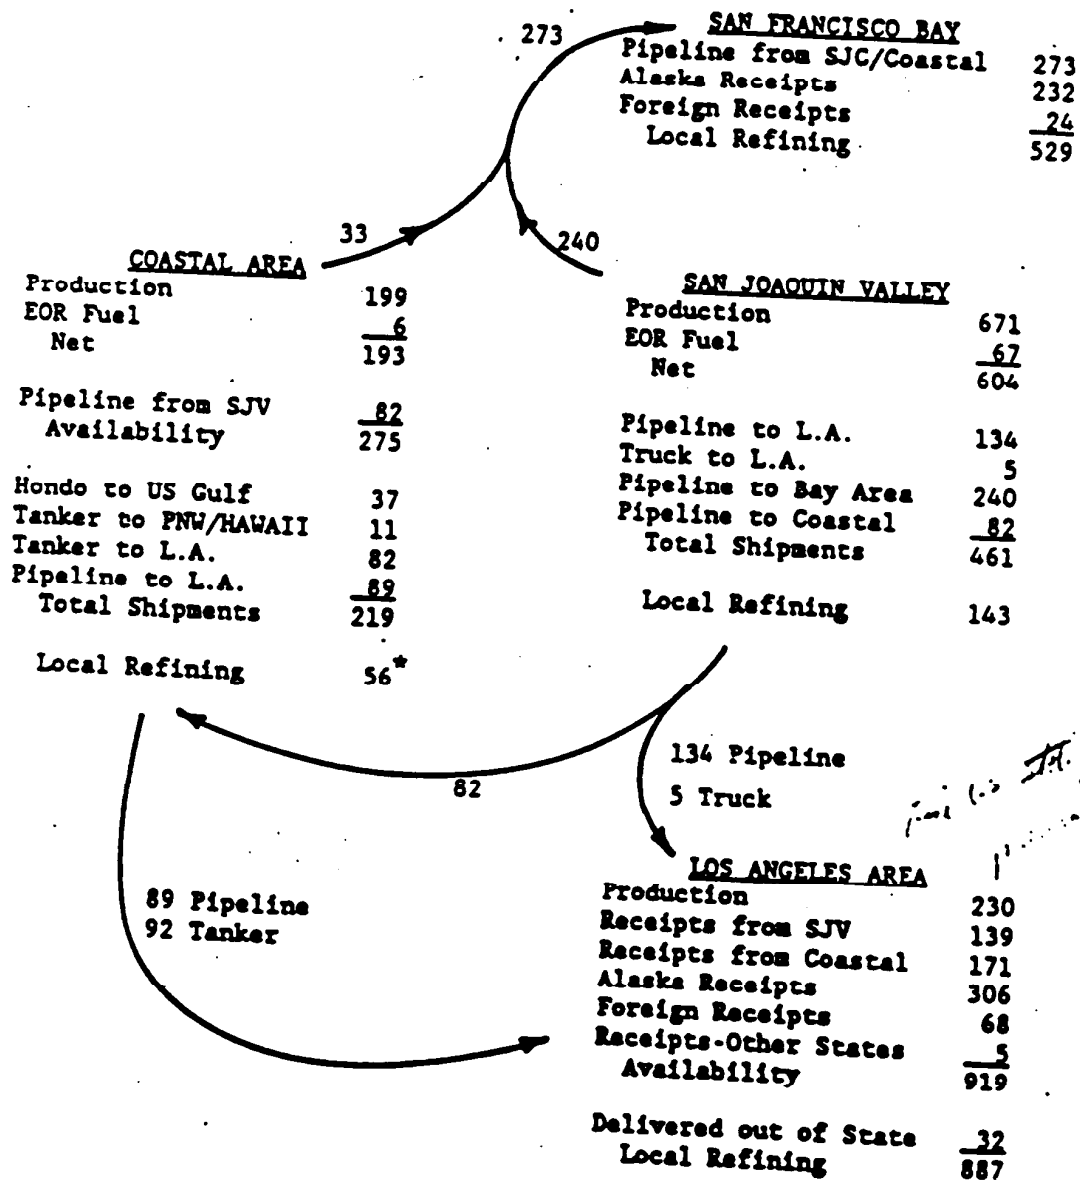 273
SAN FRANCISCO BAY
Pipeline from SJC/Coastal 273
Alaska Receipts 232
Foreign Receipts 24
Local Refining 529
33
240
COASTAL AREA
Production 199
EOR Fuel 6
Net 193
Pipeline from SJV 82
Availability 275
Hondo to US Gulf 37
Tanker to PNW/HAWAII 11
Tanker to L.A. 82
Pipeline to L.A. 89
Total Shipments 219
Local Refining 56*
SAN JOAQUIN VALLEY
Production 671
EOR Fuel 67
Net 604
Pipeline to L.A. 134
Truck to L.A. 5
Pipeline to Bay Area 240
Pipeline to Coastal 82
Total Shipments 461
Local Refining 143
82
134 Pipeline
5 Truck
89 Pipeline
92 Tanker
LOS ANGELES AREA
Production 230
Receipts from SJV 139
Receipts from Coastal 171
Alaska Receipts 306
Foreign Receipts 68
Receipts-Other States 5
Availability 919
Delivered out of State 32
Local Refining 887